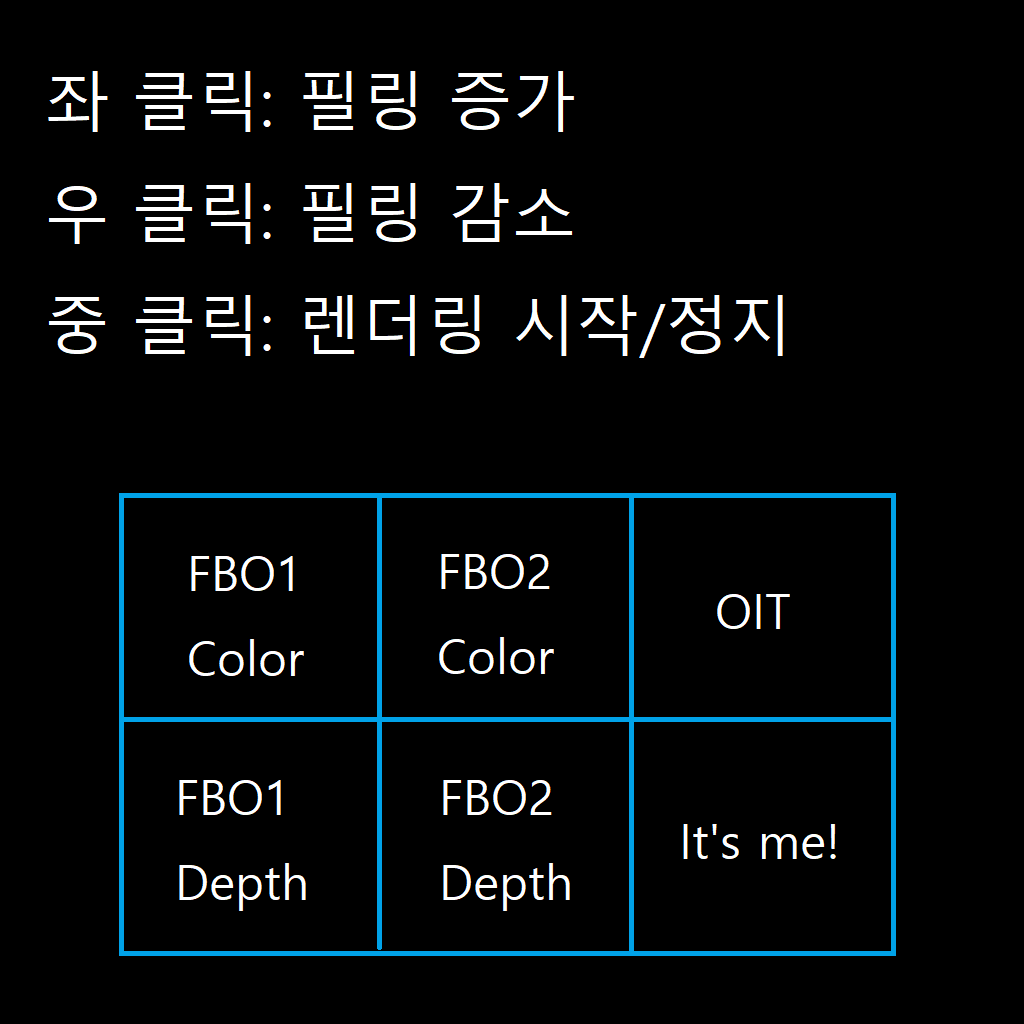 좌 클릭: 필링 증가
우 클릭: 필링 감소
중 클릭: 렌더링 시작/정지
FBO1
Color
FBO2
Color
OIT
FBO1
Depth
FBO2
Depth
It's me!